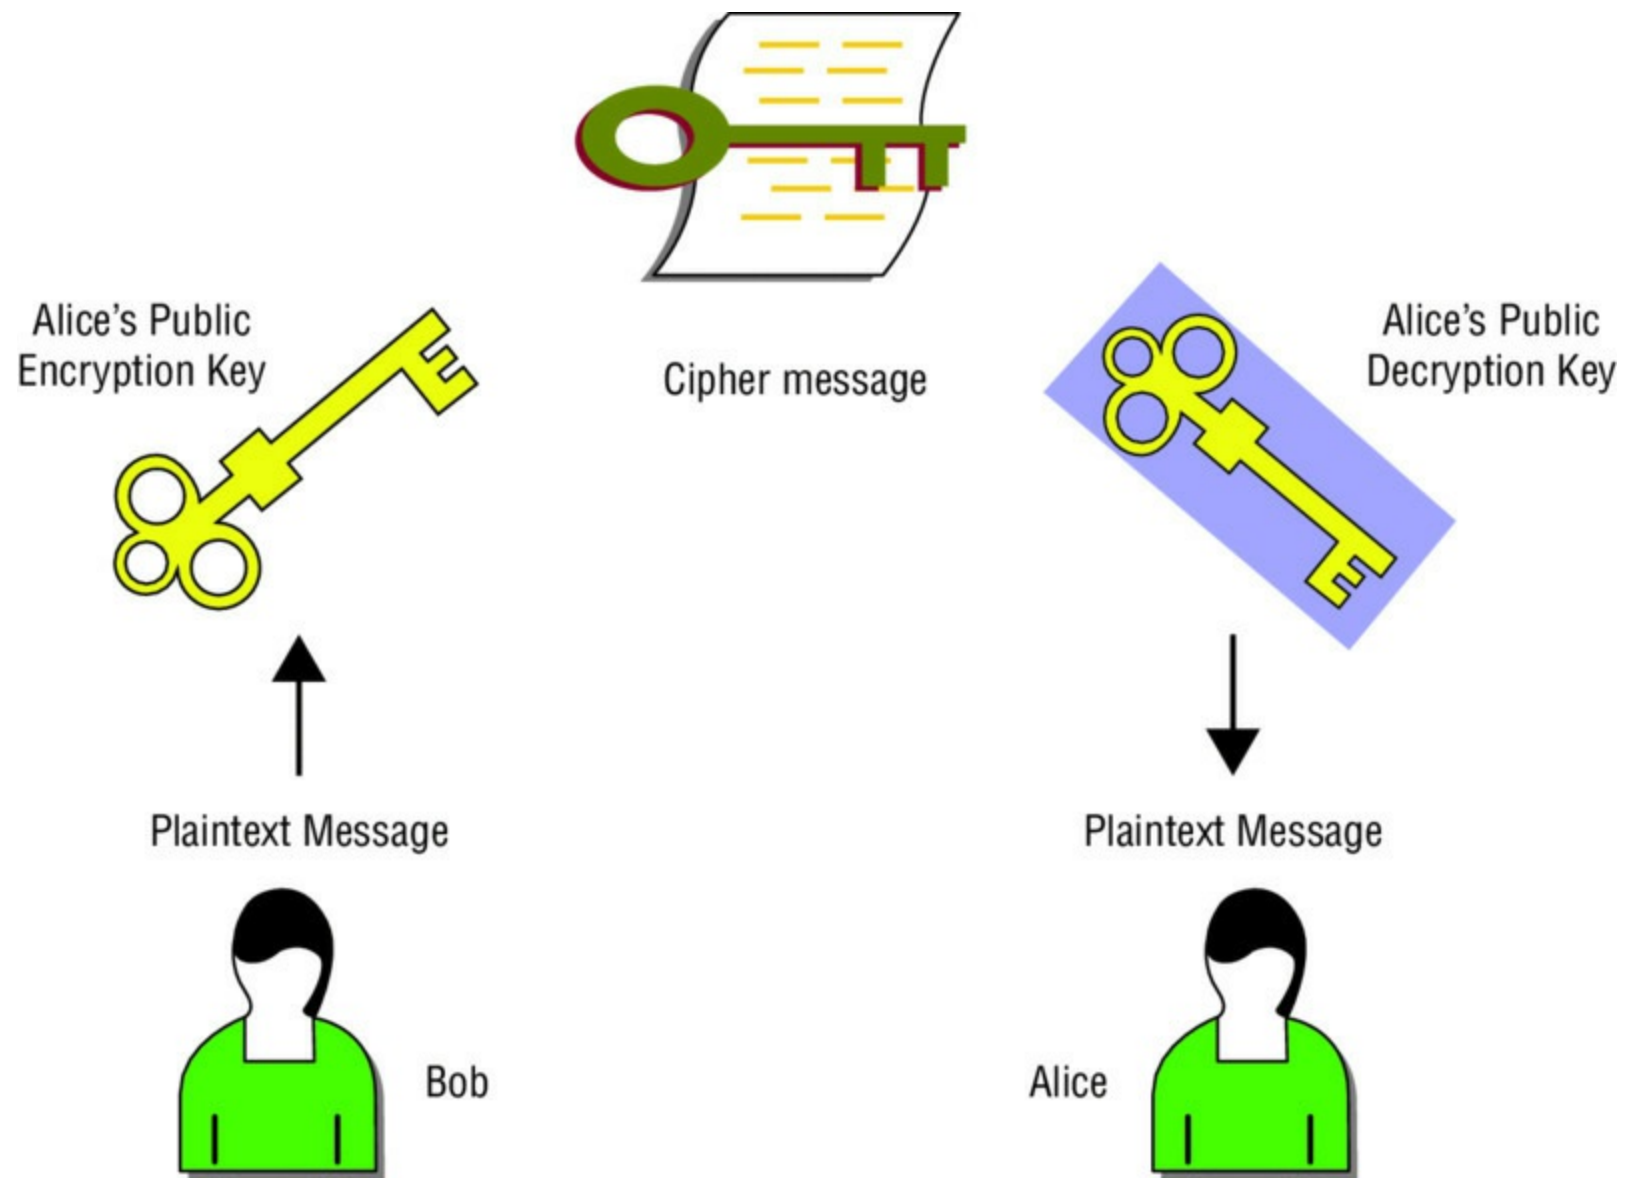 Alice’s Public
Encryption Key
Cipher message
Alice’s Public
Decryption Key
Plaintext Message
Plaintext Message
Bob
Alice